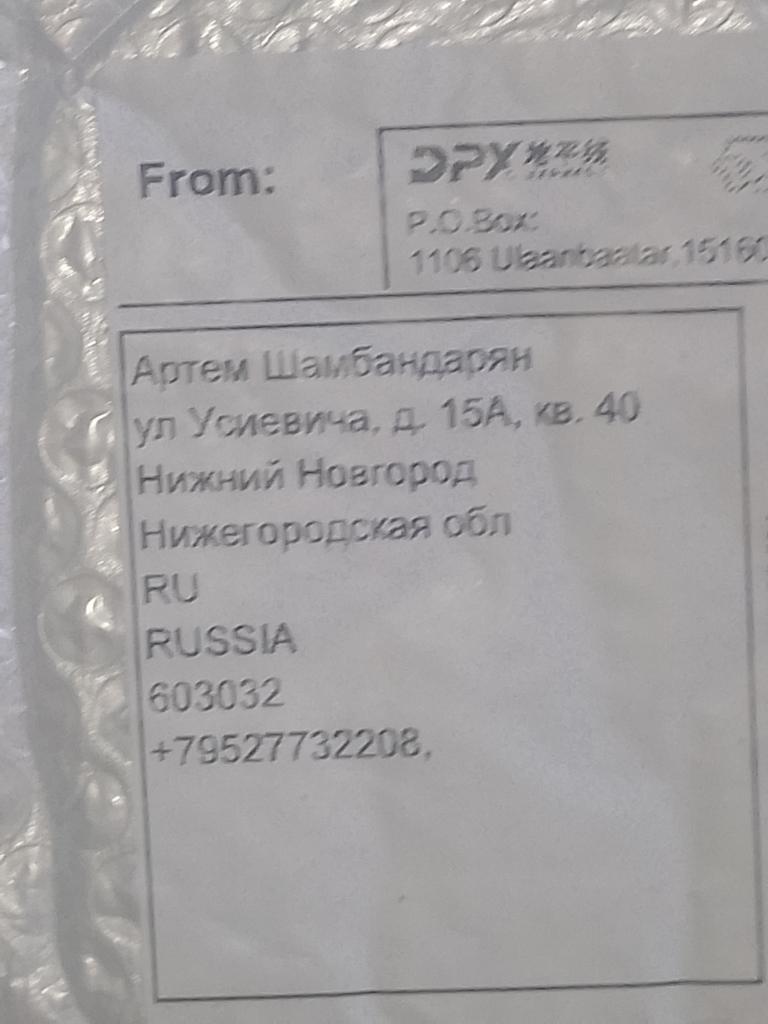 From:
P.O.Box:
1106 Ulaanbaatar,15160
Артем Шамбандарян
ул Усиевича, д. 15А, кв. 40
Нижний Новгород
Нижегородская обл
RU
RUSSIA
603032
+79527732208,